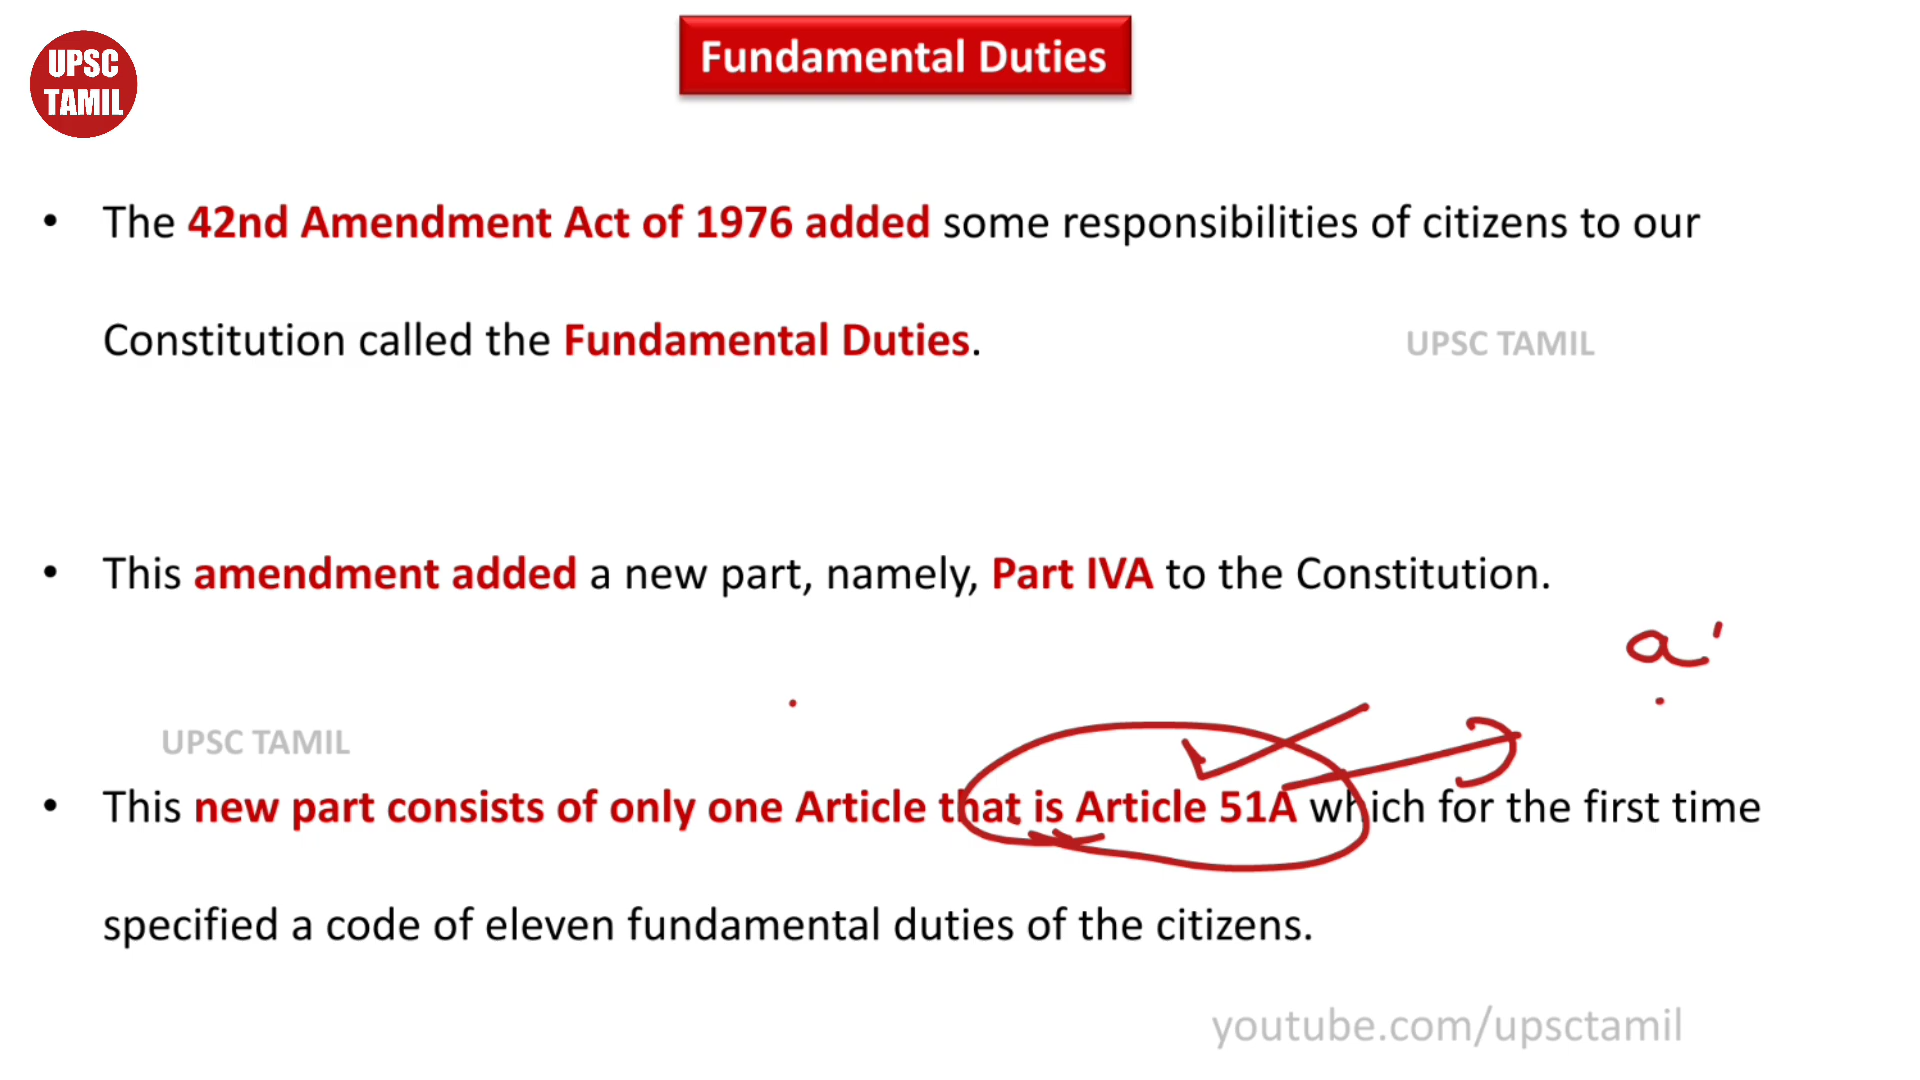 UPSC
TAMIL
Fundamental Duties
• The 42nd Amendment Act of 1976 added some responsibilities of citizens to our
Constitution called the Fundamental Duties.
UPSC TAMIL
• This amendment added a new part, namely, Part IVA to the Constitution.
a'
UPSC TAMIL
• This new part consists of only one Article that is Article 51A which for the first time
specified a code of eleven fundamental duties of the citizens.
youtube.com/upsctamil